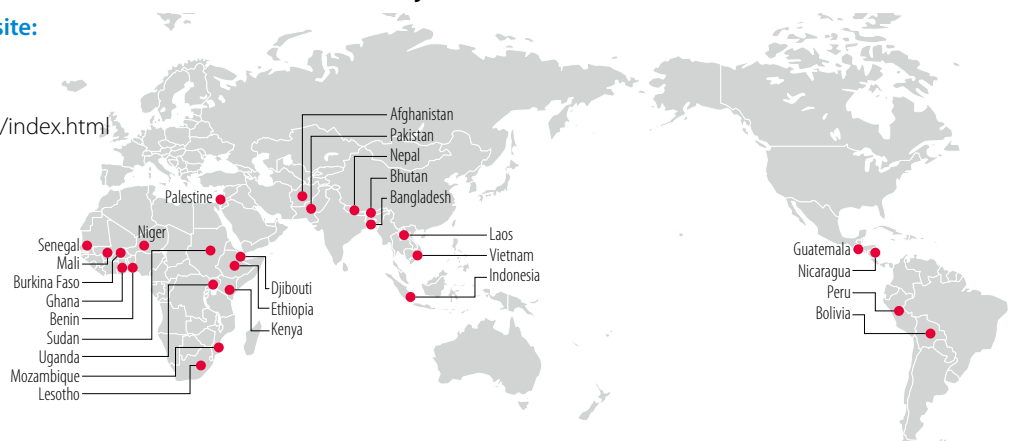 site:
/index.html
Afghanistan
Pakistan
Nepal
Bhutan
Bangladesh
Palestine
Niger
Senegal
Mali
Burkina Faso
Ghana
Benin
Sudan
Uganda
Mozambique
Lesotho
Djibouti
Ethiopia
Kenya
Laos
Vietnam
Indonesia
Guatemala
Nicaragua
Peru
Bolivia